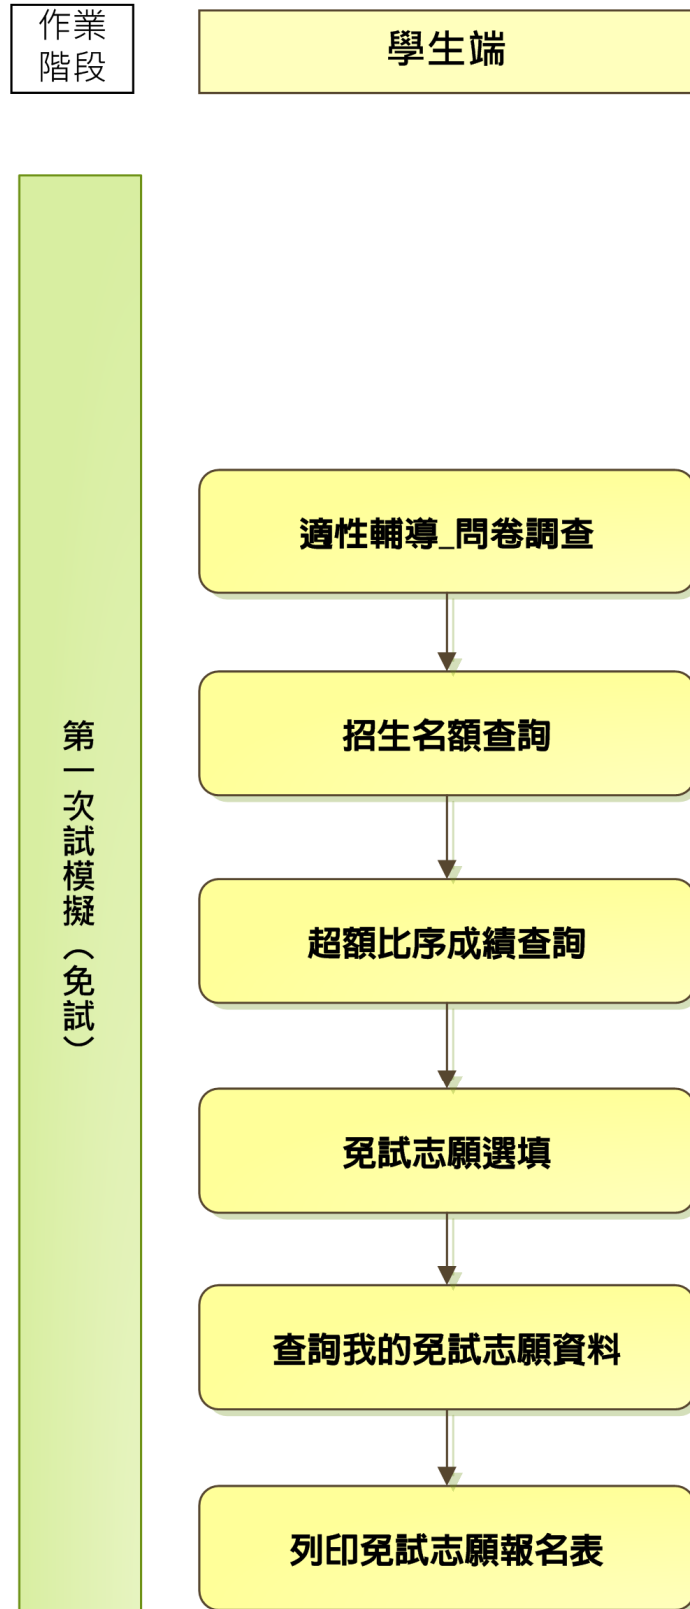 作業
階段
學生端
第一次試模擬（免試）
適性輔導_問卷調查
招生名額查詢
超額比序成績查詢
免試志願選填
查詢我的免試志願資料
列印免試志願報名表